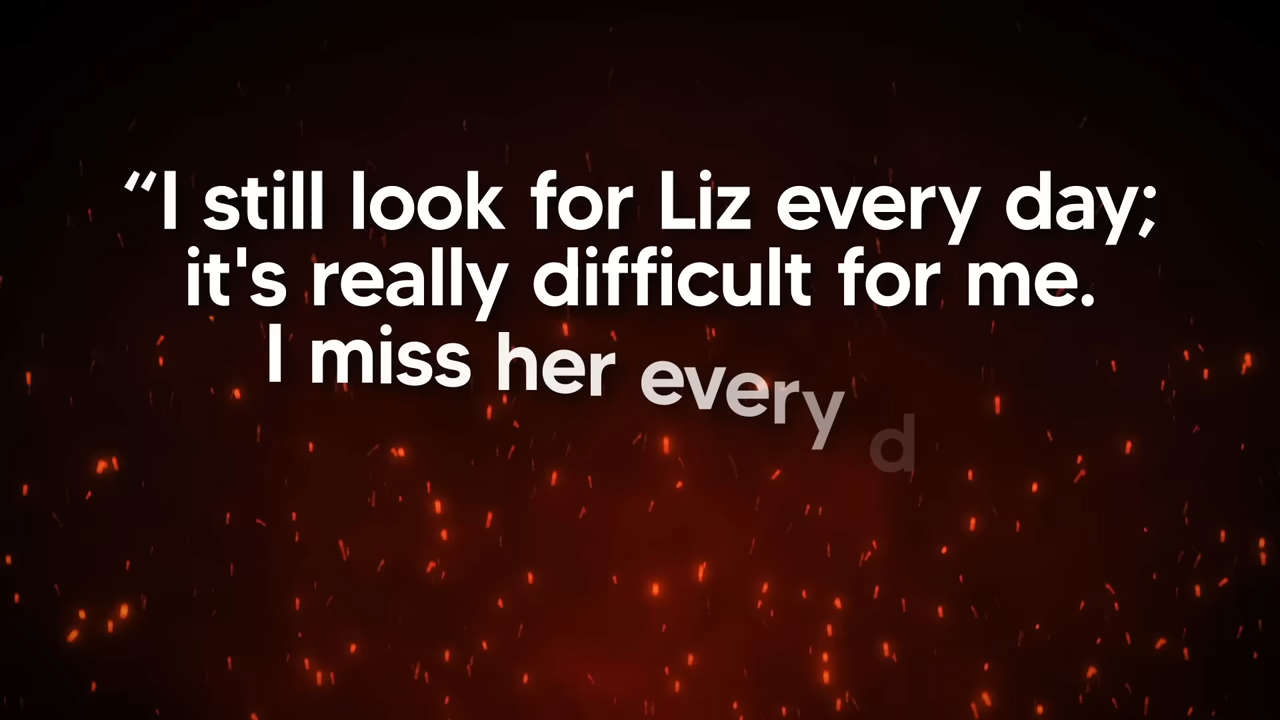 “I still look for Liz every day;
it's really difficult for me.
I miss her every d